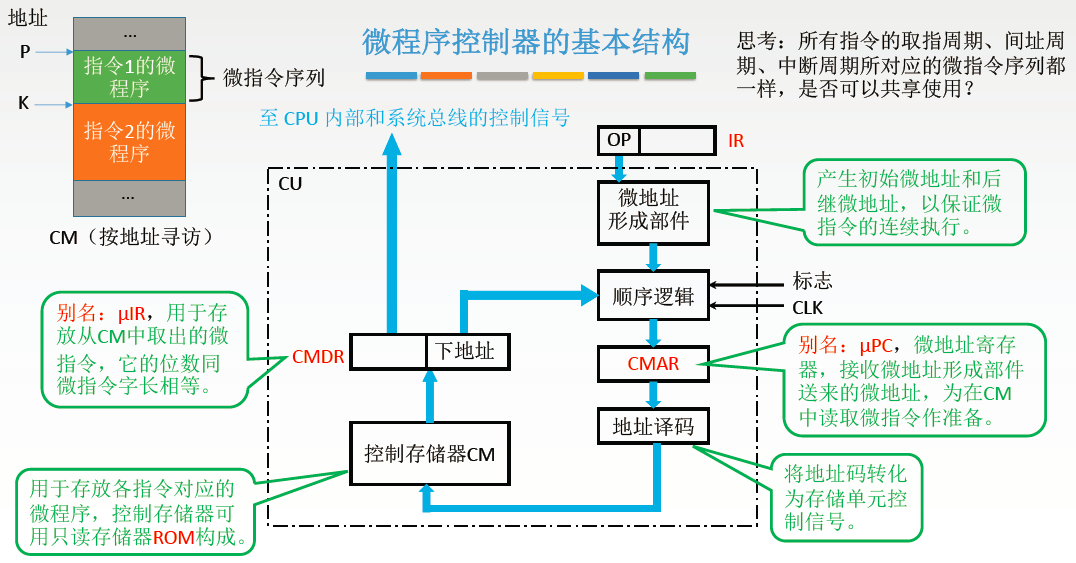 地址
...
P
指令1的微
程序
微指令序列
K
指令2的微
程序
...
CM（按地址寻访）
微程序控制器的基本结构
思考：所有指令的取指周期、间址周
期、中断周期所对应的微指令序列都
一样，是否可以共享使用？
至 CPU 内部和系统总线的控制信号
OP
IR
CU
微地址
形成部件
产生初始微地址和后
继微地址，以保证微
指令的连续执行。
顺序逻辑
标志
CLK
别名：μIR，用于存
放从CM中取出的微
指令，它的位数同
微指令字长相等。
CMDR
下地址
CMAR
别名：μPC，微地址寄存
器，接收微地址形成部件
送来的微地址，为在CM
中读取微指令作准备。
地址译码
控制存储器CM
用于存放各指令对应的
微程序，控制存储器可
用只读存储器ROM构成。
将地址码转化
为存储单元控
制信号。